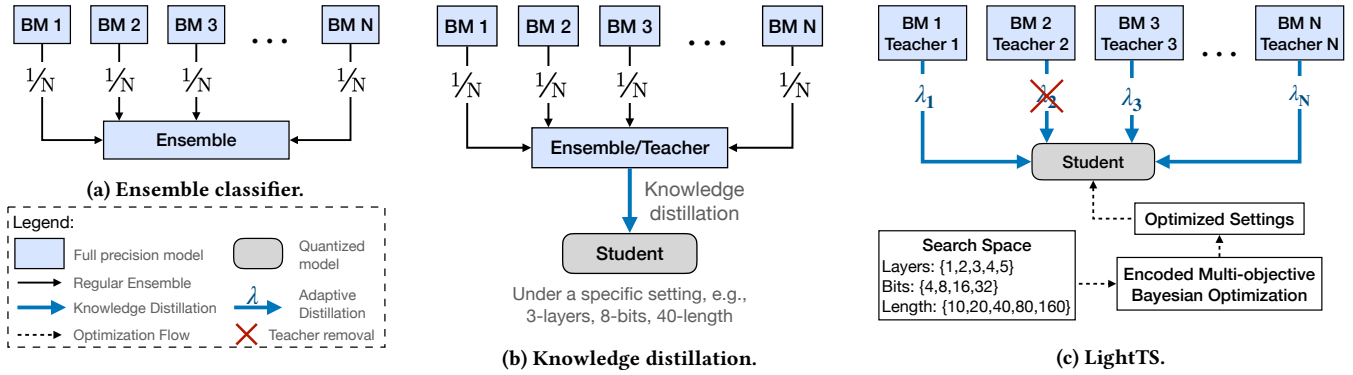 BM 1
BM 2
BM 3
...
BM N
1/N
1/N
1/N
1/N
Ensemble
(a) Ensemble classifier.
Legend:
Full precision model
Quantized
model
Regular Ensemble
Knowledge Distillation
λ
Adaptive
Distillation
Optimization Flow
Teacher removal
BM 1
BM 2
BM 3
...
BM N
1/N
1/N
1/N
1/N
Ensemble/Teacher
Knowledge
distillation
Student
Under a specific setting, e.g.,
3-layers, 8-bits, 40-length
(b) Knowledge distillation.
BM 1
Teacher 1
BM 2
Teacher 2
BM 3
Teacher 3
...
BM N
Teacher N
λ1
λ2
λ3
λN
Student
Optimized Settings
Search Space
Layers: {1,2,3,4,5}
Bits: {4,8,16,32}
Length: {10,20,40,80,160}
Encoded Multi-objective
Bayesian Optimization
(c) LightTS.